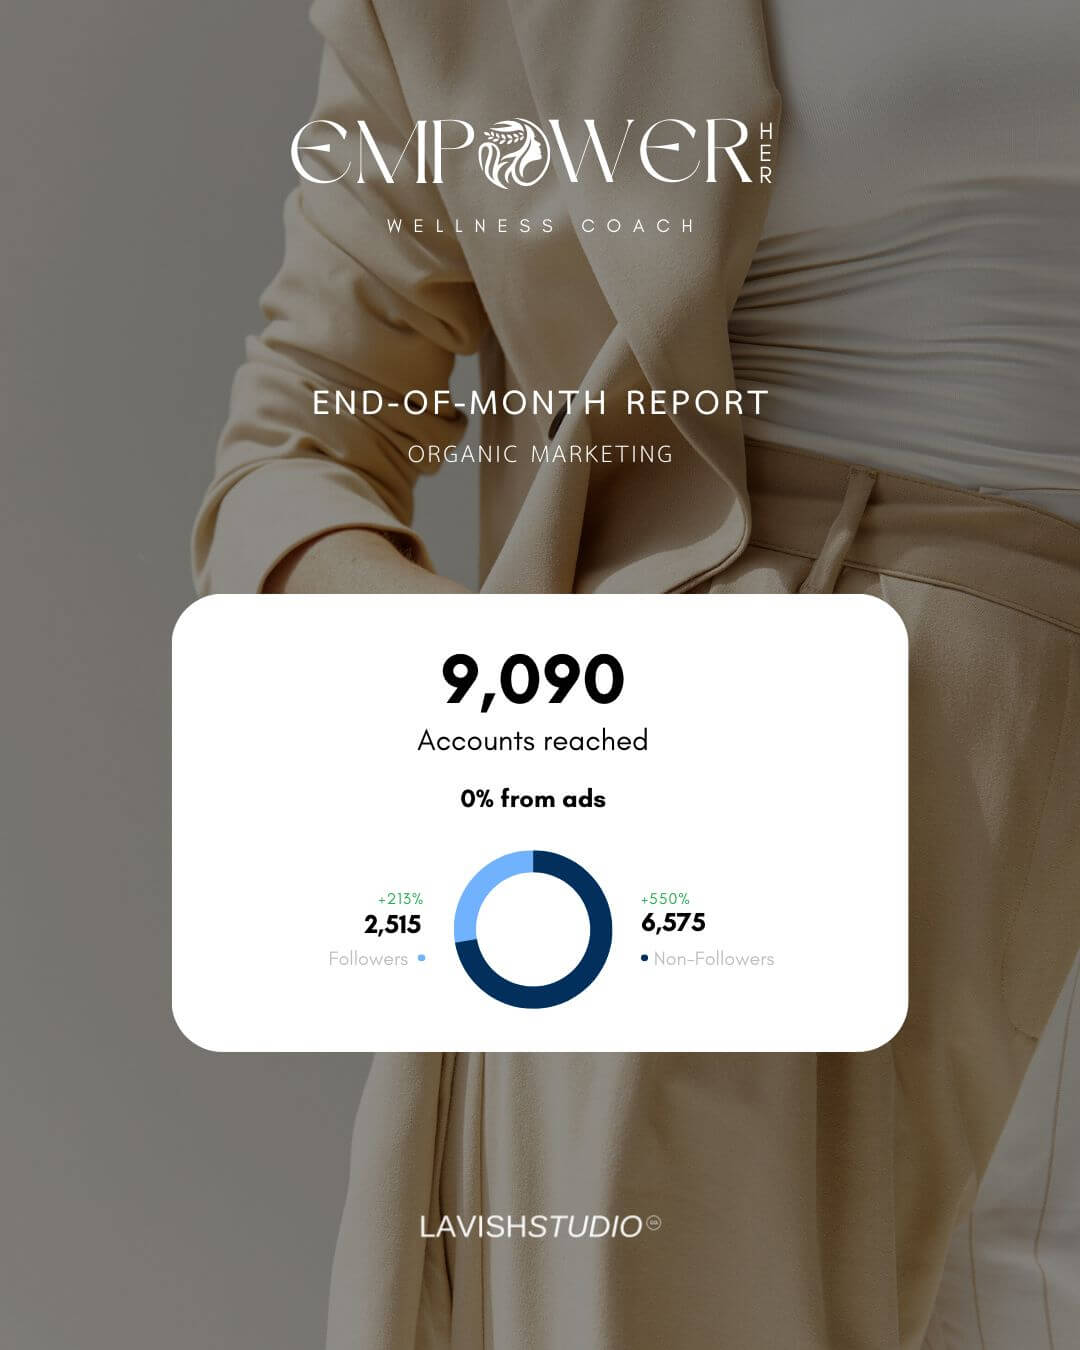 EMPOWER HER
WELLNESS COACH
END-OF-MONTH REPORT
ORGANIC MARKETING
9,090
Accounts reached
0% from ads
+213%
2,515
Followers
+550%
6,575
Non-Followers
LAVISHSTUDIO